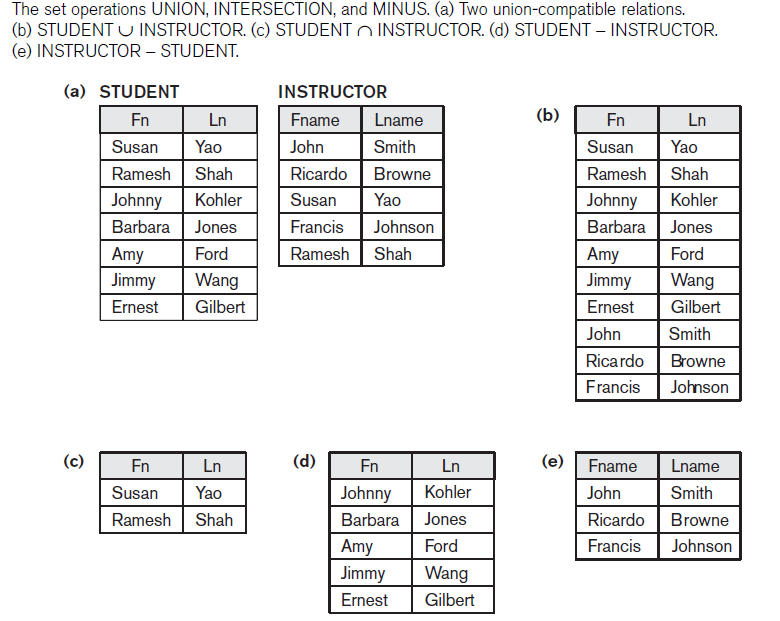 The set operations UNION, INTERSECTION, and MINUS. (a) Two union-compatible relations.
(b) STUDENT ∪ INSTRUCTOR. (c) STUDENT ∩ INSTRUCTOR. (d) STUDENT – INSTRUCTOR.
(e) INSTRUCTOR – STUDENT.
(a) STUDENT
Fn Ln
Susan Yao
Ramesh Shah
Johnny Kohler
Barbara Jones
Amy Ford
Jimmy Wang
Ernest Gilbert
INSTRUCTOR
Fname Lname
John Smith
Ricardo Browne
Susan Yao
Francis Johnson
Ramesh Shah
(b)
Fn Ln
Susan Yao
Ramesh Shah
Johnny Kohler
Barbara Jones
Amy Ford
Jimmy Wang
Ernest Gilbert
John Smith
Ricardo Browne
Francis Johnson
(c)
Fn Ln
Susan Yao
Ramesh Shah
(d)
Fn Ln
Johnny Kohler
Barbara Jones
Amy Ford
Jimmy Wang
Ernest Gilbert
(e)
Fname Lname
John Smith
Ricardo Browne
Francis Johnson